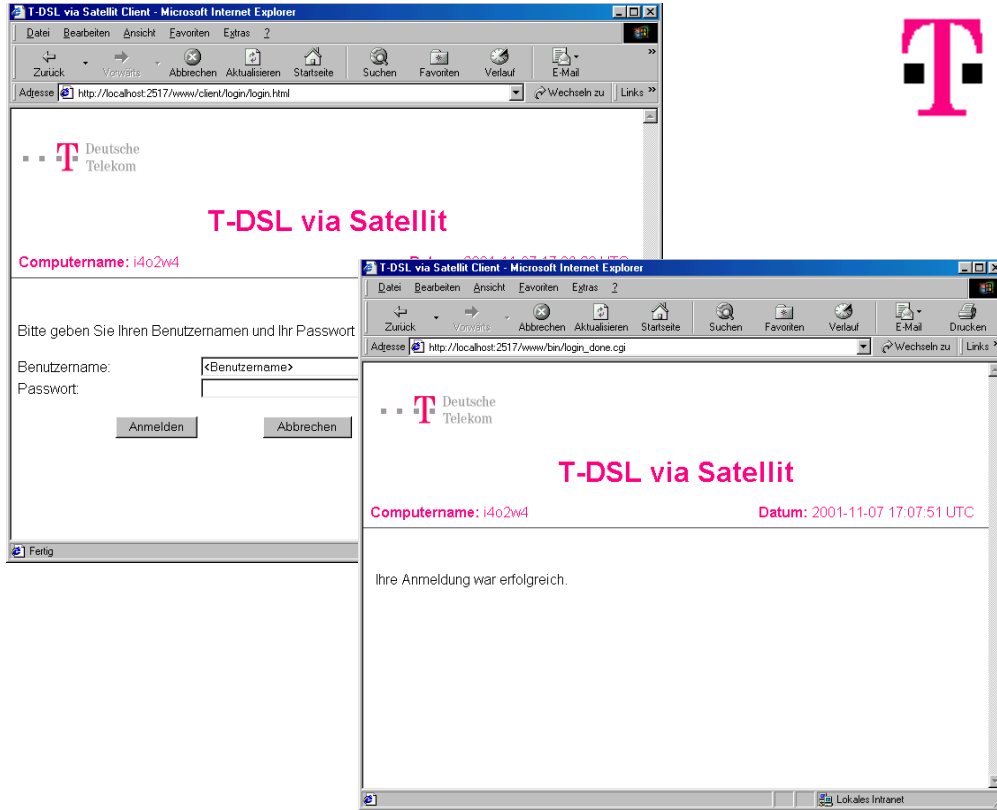 T-DSL via Satellit Client - Microsoft Internet Explorer
Datei Bearbeiten Ansicht Favoriten Extras ?
Zurück Vorwärts Abbrechen Aktualisieren Startseite Suchen Favoriten Verlauf E-Mail »
Adresse http://localhost:2517/www/client/login/login.html Wechseln zu Links »
Deutsche
Telekom
T-DSL via Satellit
Computername: i4o2w4
Bitte geben Sie Ihren Benutzernamen und Ihr Passwort
Benutzername: <Benutzername>
Passwort:
Anmelden Abbrechen
Fertig
T-DSL via Satellit Client - Microsoft Internet Explorer
Datei Bearbeiten Ansicht Favoriten Extras ?
Zurück Vorwärts Abbrechen Aktualisieren Startseite Suchen Favoriten Verlauf E-Mail Drucken
Adresse http://localhost:2517/www/bin/login_done.cgi Wechseln zu Links
Deutsche
Telekom
T-DSL via Satellit
Computername: i4o2w4 Datum: 2001-11-07 17:07:51 UTC
Ihre Anmeldung war erfolgreich.
Lokales Intranet
T